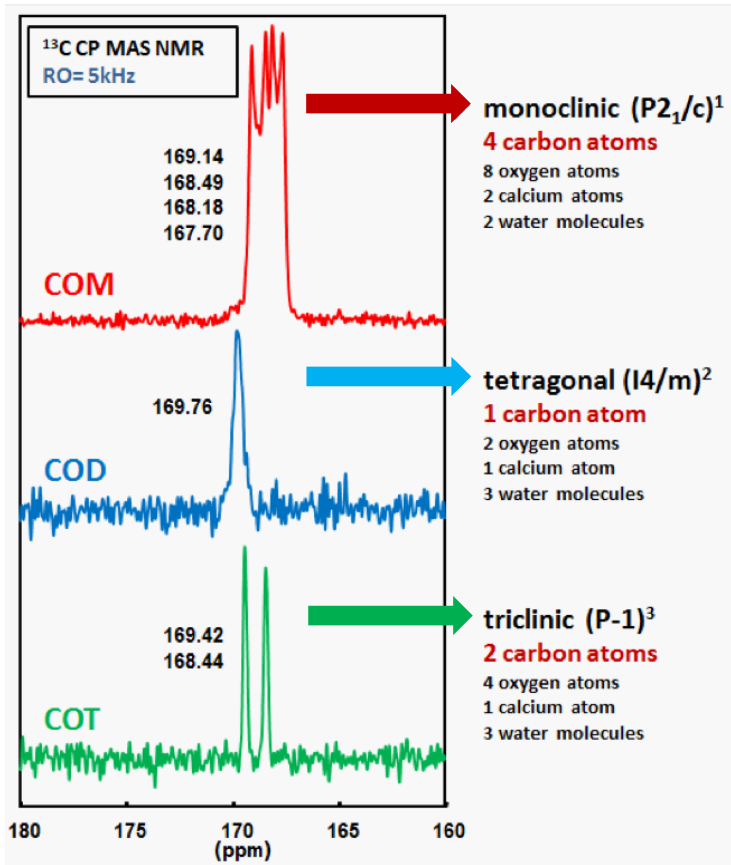 ¹³C CP MAS NMR
RO= 5kHz
169.14
168.49
168.18
167.70
COM
monoclinic (P2₁/c)¹
4 carbon atoms
8 oxygen atoms
2 calcium atoms
2 water molecules
169.76
COD
tetragonal (I4/m)²
1 carbon atom
2 oxygen atoms
1 calcium atom
3 water molecules
169.42
168.44
COT
triclinic (P-1)³
2 carbon atoms
4 oxygen atoms
1 calcium atom
3 water molecules
180 175 170 165 160
(ppm)